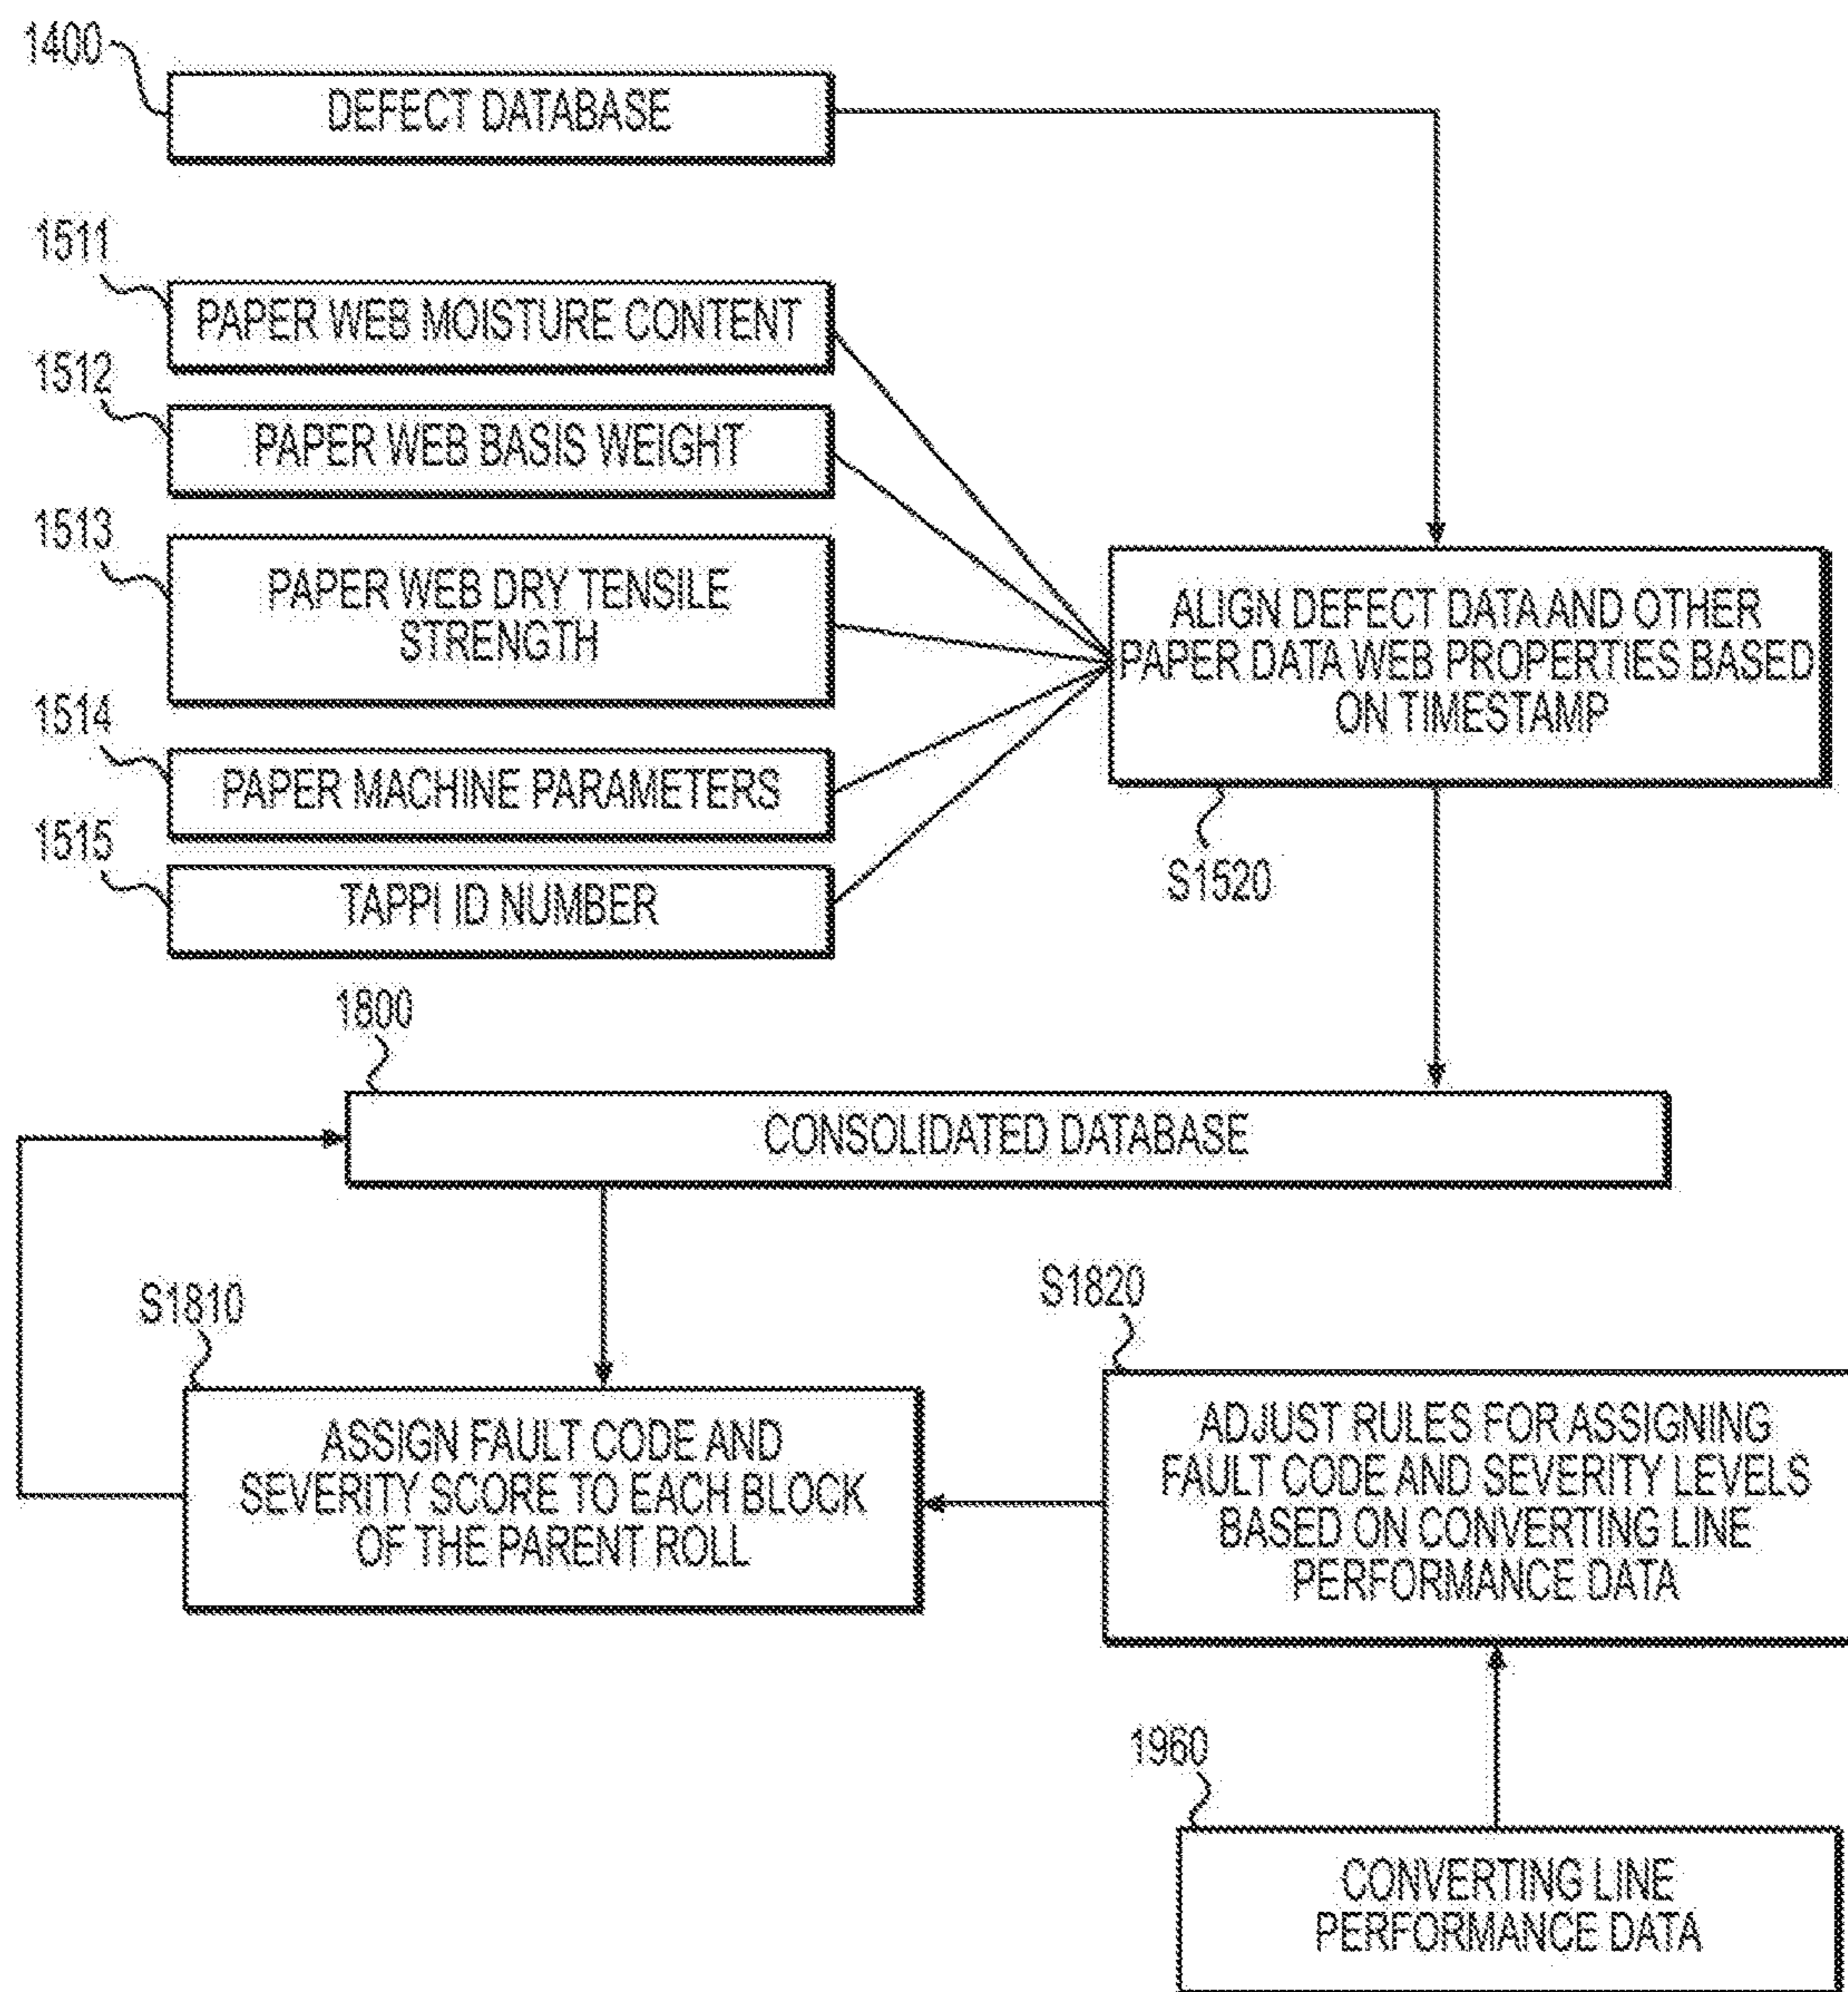 1400
DEFECT DATABASE
1511
PAPER WEB MOISTURE CONTENT
1512
PAPER WEB BASIS WEIGHT
1513
PAPER WEB DRY TENSILE
STRENGTH
1514
PAPER MACHINE PARAMETERS
1515
TAPPI ID NUMBER
ALIGN DEFECT DATA AND OTHER
PAPER DATA WEB PROPERTIES BASED
ON TIMESTAMP
S1520
1800
CONSOLIDATED DATABASE
S1810
ASSIGN FAULT CODE AND
SEVERITY SCORE TO EACH BLOCK
OF THE PARENT ROLL
S1820
ADJUST RULES FOR ASSIGNING
FAULT CODE AND SEVERITY LEVELS
BASED ON CONVERTING LINE
PERFORMANCE DATA
1960
CONVERTING LINE
PERFORMANCE DATA